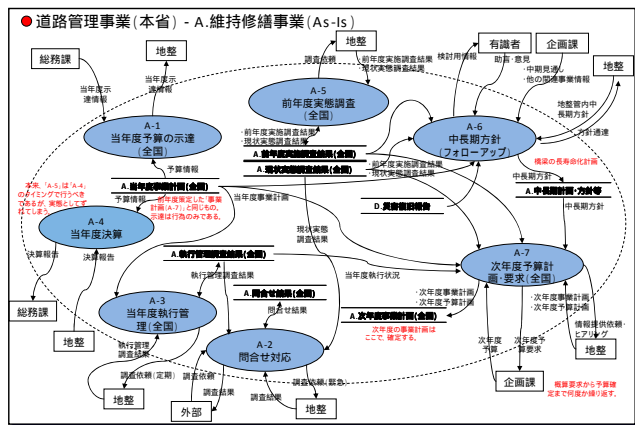 道路管理事業(本省) - A.維持修繕事業(As-Is)
総務課
地整
地整
有識者
企画課
地整
調査依頼
・前年度実施調査結果
・現状実態調査結果
検討用情報
助言・意見
・中期見通し
・他の関連事業情報
当年度示
達情報
当年度示
達情報
地整管内中
長期方針
方針通達
A-5
前年度実態調査
(全国)
A-1
当年度予算の示達
(全国)
A-6
中長期方針
(フォローアップ)
・前年度実施調査結果
・現状実態調査結果
A.前年度実施調査結果(全国)
A.現状実態調査結果(全国)
・前年度実施調査結果
・現状実態調査結果
橋梁の長寿命化計画
中長期方針
予算情報
A.当年度事業計画(全国)
A.中長期計画・方針等
本来、「A-5」は「A-4」
のタイミングで行うべき
であるが、実態としてず
れてしまう。
予算情報
前年度策定した「事業
計画(A-7)」と同じもの。
示達は行為のみである。
当年度事業計画
D.災害復旧報告
中長期方針
A-4
当年度決算
現状実態
調査結果
決算報告
決算報告
A.執行管理調査結果(全国)
A-7
次年度予算計
画・要求(全国)
執行管理調査結果
当年度執行状況
A.問合せ結果(全国)
・次年度事業計画
・次年度予算計画
・次年度事業計画
・次年度予算計画
A-3
当年度執行管
理(全国)
問合せ結果
A.次年度事業計画(全国)
総務課
地整
次年度の事業計画は
ここで、確定する。
情報提供依頼・
ヒアリング
執行管理
調査結果
A-2
問合せ対応
次年度
予算
次年度予
算要求
地整
調査依頼(定期)
調査依頼
調査依頼(緊急)
企画課
地整
調査結果
調査結果
外部
地整
概算要求から予算確
定まで何度か繰り返す。